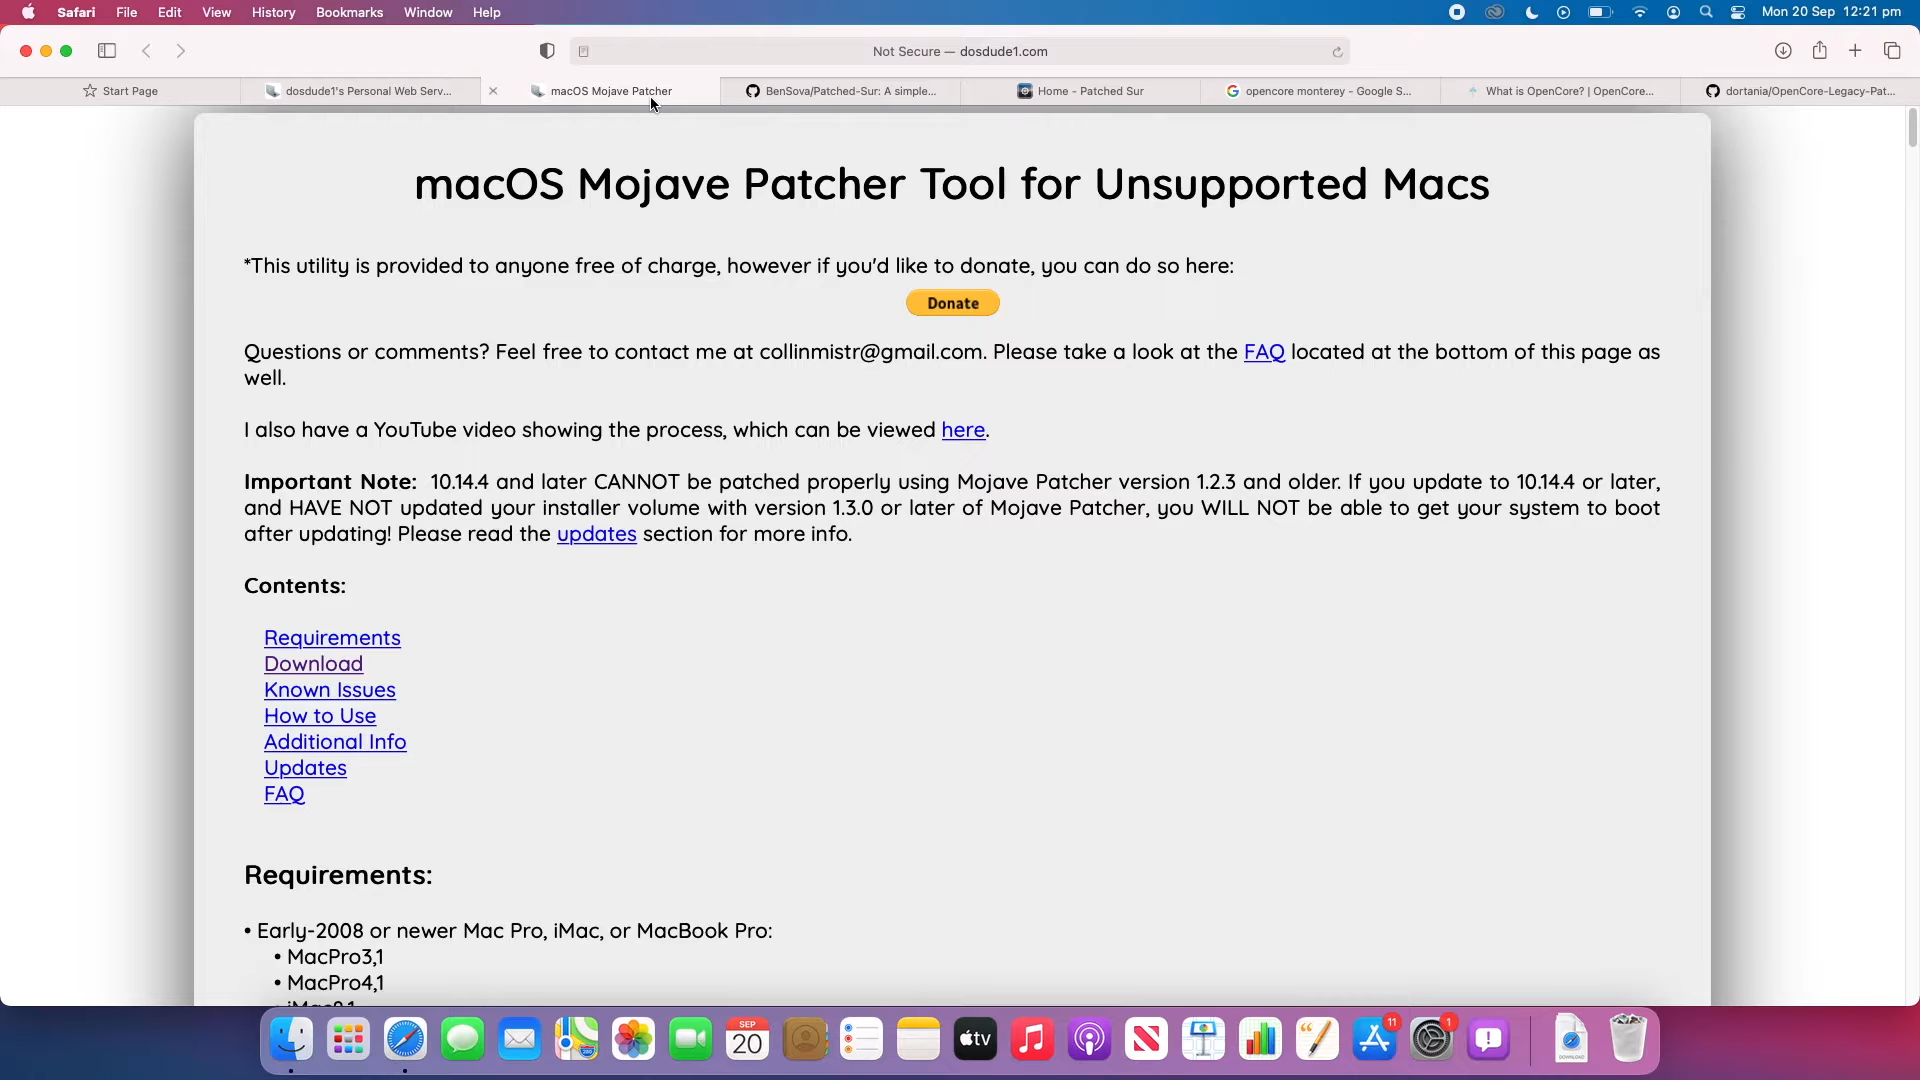 Safari File Edit View History Bookmarks Window Help Mon 20 Sep 12:21 pm
Not Secure — dosdude1.com
Start Page dosdude1's Personal Web Serv... macOS Mojave Patcher BenSova/Patched-Sur: A simple... Home - Patched Sur opencore monterey - Google S... What is OpenCore? | OpenCore... dortania/OpenCore-Legacy-Pat...
macOS Mojave Patcher Tool for Unsupported Macs
*This utility is provided to anyone free of charge, however if you'd like to donate, you can do so here:
Donate
Questions or comments? Feel free to contact me at collinmistr@gmail.com. Please take a look at the FAQ located at the bottom of this page as
well.
I also have a YouTube video showing the process, which can be viewed here.
Important Note: 10.14.4 and later CANNOT be patched properly using Mojave Patcher version 1.2.3 and older. If you update to 10.14.4 or later,
and HAVE NOT updated your installer volume with version 1.3.0 or later of Mojave Patcher, you WILL NOT be able to get your system to boot
after updating! Please read the updates section for more info.
Contents:
Requirements
Download
Known Issues
How to Use
Additional Info
Updates
FAQ
Requirements:
• Early-2008 or newer Mac Pro, iMac, or MacBook Pro:
• MacPro3,1
• MacPro4,1
SEP
20
tv
11
1
DOWNLOAD